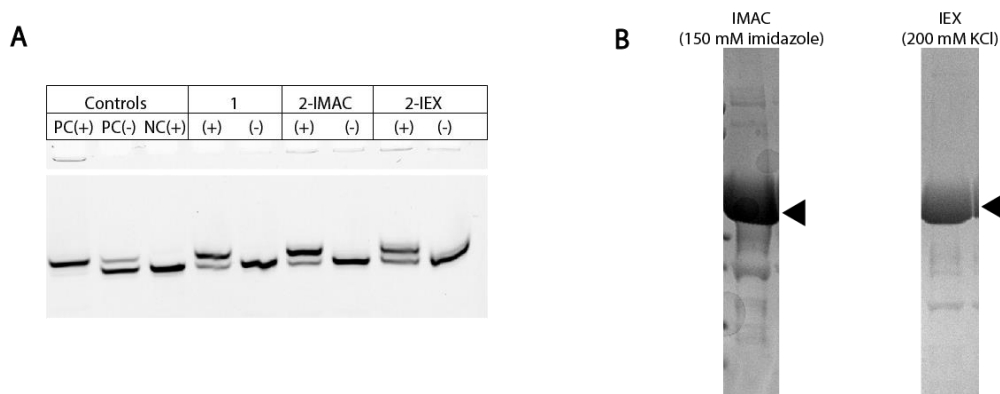 A
Controls 1 2-IMAC 2-IEX
PC(+) PC(-) NC(+) (+) (-) (+) (-) (+) (-)
B
IMAC
(150 mM imidazole)
IEX
(200 mM KCl)